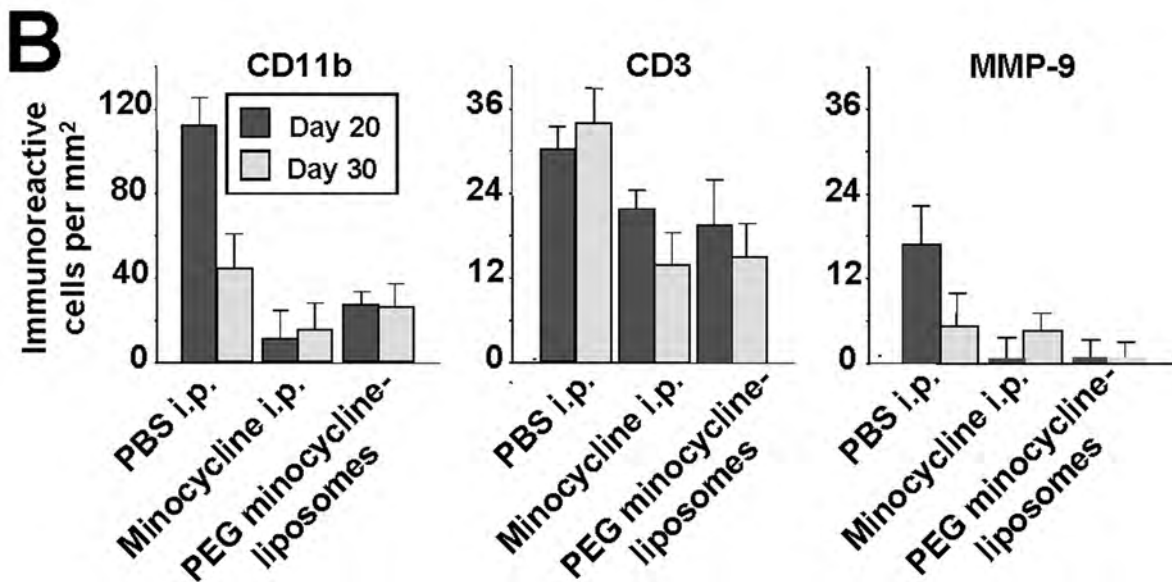 B
CD11b
CD3
MMP-9
Immunoreactive
cells per mm²
120
80
40
0
Day 20
Day 30
36
24
12
0
36
24
12
0
PBS i.p.
Minocycline i.p.
PEG minocycline-
liposomes
PBS i.p.
Minocycline i.p.
PEG minocycline-
liposomes
PBS i.p.
Minocycline i.p.
PEG minocycline-
liposomes